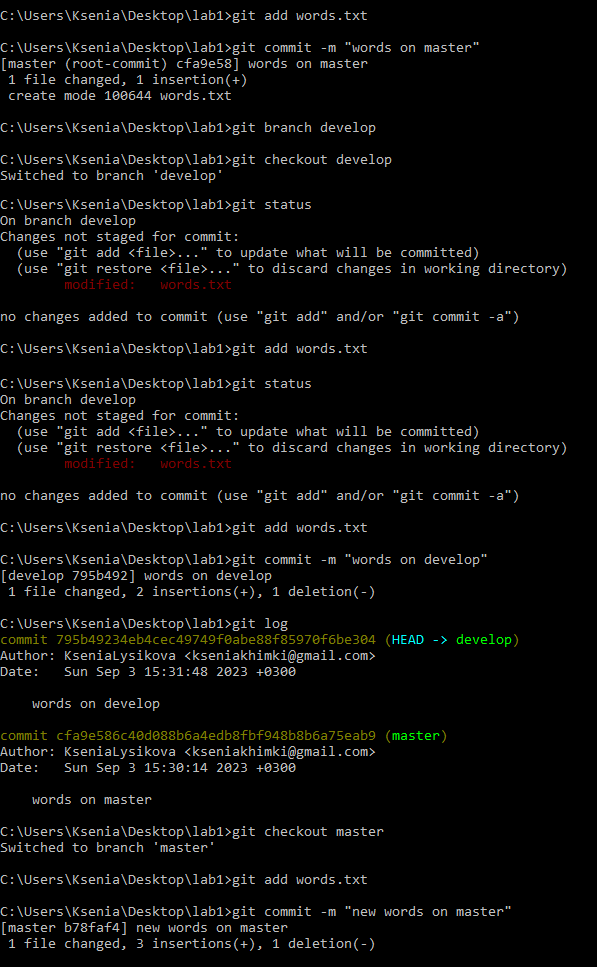 C:\Users\Ksenia\Desktop\lab1>git add words.txt
C:\Users\Ksenia\Desktop\lab1>git commit -m "words on master"
[master (root-commit) cfa9e58] words on master
 1 file changed, 1 insertion(+)
 create mode 100644 words.txt
C:\Users\Ksenia\Desktop\lab1>git branch develop
C:\Users\Ksenia\Desktop\lab1>git checkout develop
Switched to branch 'develop'
C:\Users\Ksenia\Desktop\lab1>git status
On branch develop
Changes not staged for commit:
  (use "git add <file>..." to update what will be committed)
  (use "git restore <file>..." to discard changes in working directory)
        modified:   words.txt
no changes added to commit (use "git add" and/or "git commit -a")
C:\Users\Ksenia\Desktop\lab1>git add words.txt
C:\Users\Ksenia\Desktop\lab1>git status
On branch develop
Changes not staged for commit:
  (use "git add <file>..." to update what will be committed)
  (use "git restore <file>..." to discard changes in working directory)
        modified:   words.txt
no changes added to commit (use "git add" and/or "git commit -a")
C:\Users\Ksenia\Desktop\lab1>git add words.txt
C:\Users\Ksenia\Desktop\lab1>git commit -m "words on develop"
[develop 795b492] words on develop
 1 file changed, 2 insertions(+), 1 deletion(-)
C:\Users\Ksenia\Desktop\lab1>git log
commit 795b49234eb4cec49749f0abe88f85970f6be304 (HEAD -> develop)
Author: KseniaLysikova <kseniakhimki@gmail.com>
Date:   Sun Sep 3 15:31:48 2023 +0300
    words on develop
commit cfa9e586c40d088b6a4edb8fbf948b8b6a75eab9 (master)
Author: KseniaLysikova <kseniakhimki@gmail.com>
Date:   Sun Sep 3 15:30:14 2023 +0300
    words on master
C:\Users\Ksenia\Desktop\lab1>git checkout master
Switched to branch 'master'
C:\Users\Ksenia\Desktop\lab1>git add words.txt
C:\Users\Ksenia\Desktop\lab1>git commit -m "new words on master"
[master b78faf4] new words on master
 1 file changed, 3 insertions(+), 1 deletion(-)